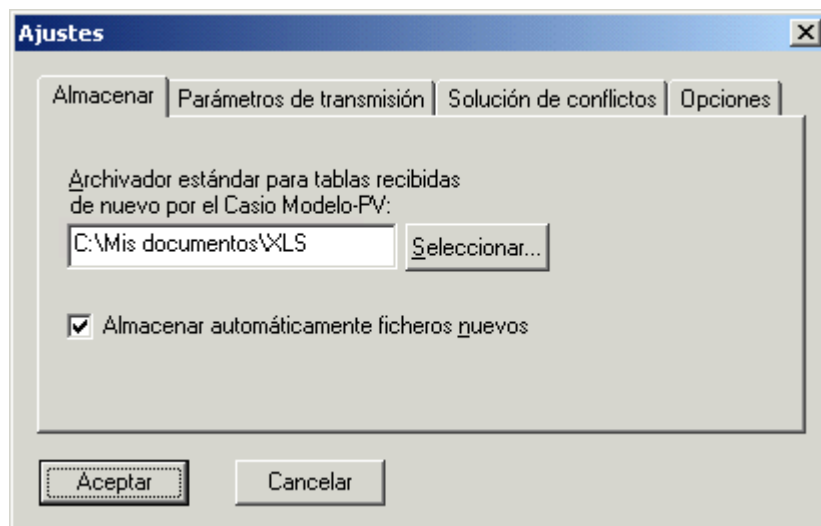 Ajustes
Almacenar Parámetros de transmisión Solución de conflictos Opciones
Archivador estándar para tablas recibidas
de nuevo por el Casio Modelo-PV:
C:\Mis documentos\XLS Seleccionar...
Almacenar automáticamente ficheros nuevos
Aceptar Cancelar